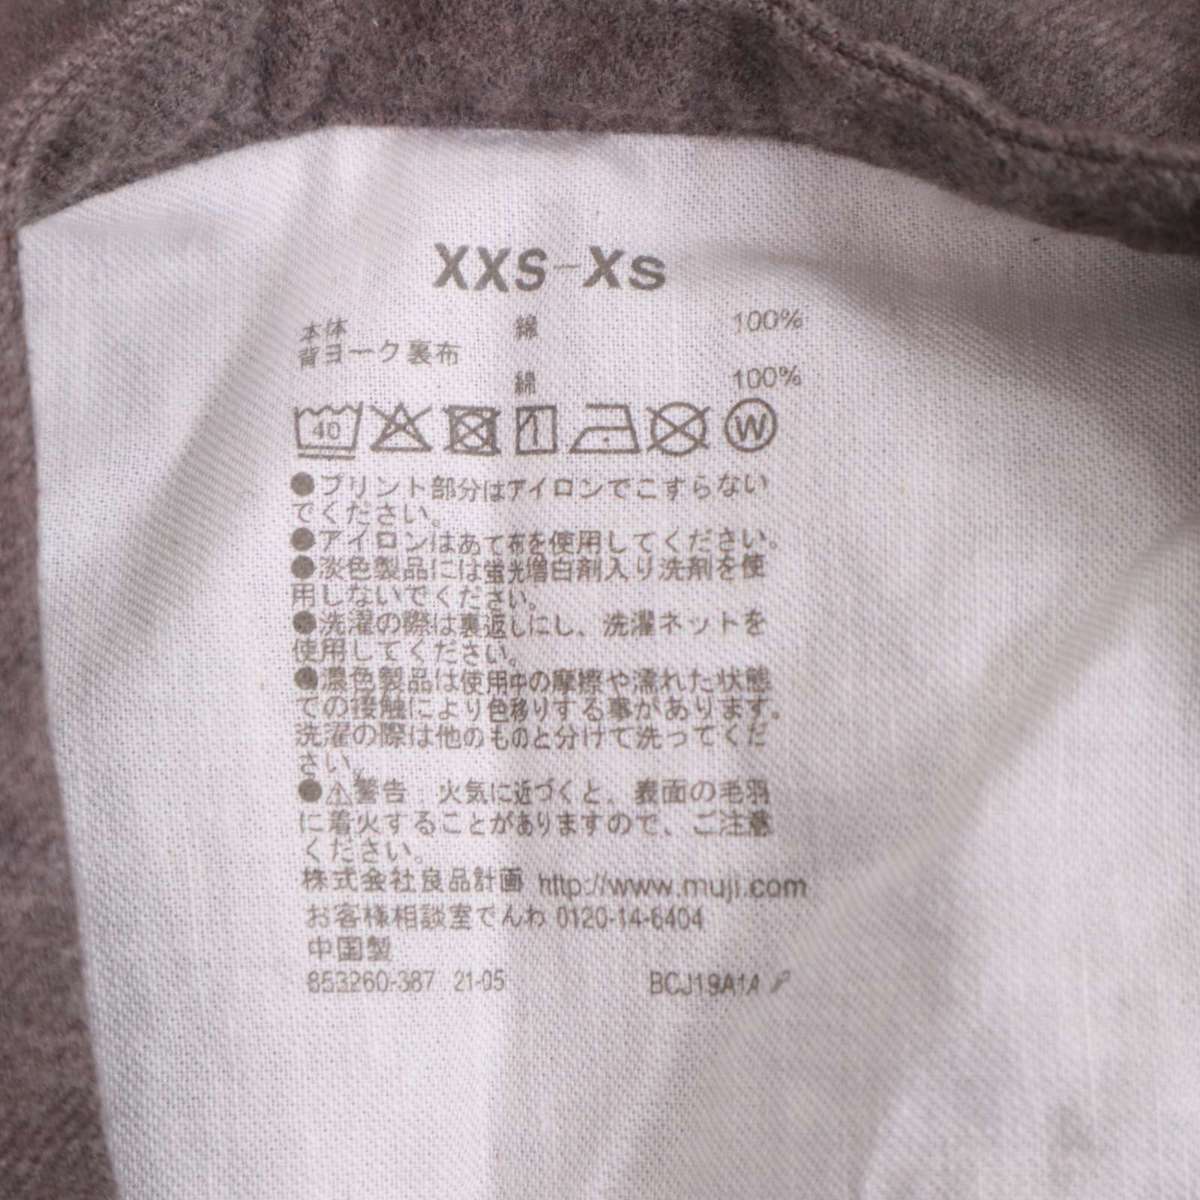 XXS-XS
本体 綿 100%
背ヨーク裏布
綿 100%
40 W
●プリント部分はアイロンでこすらない
でください。
●アイロンはあて布を使用してください。
●淡色製品には蛍光増白剤入り洗剤を使
用しないでください。
●洗濯の際は裏返しにし、洗濯ネットを
使用してください。
●濃色製品は使用中の摩擦や濡れた状態
での接触により色移りする事があります。
洗濯の際は他のものと分けて洗ってくだ
さい。
●⚠警告 火気に近づくと、表面の毛羽
に着火することがありますので、ご注意
ください。
株式会社良品計画 http://www.muji.com
お客様相談室でんわ 0120-14-6404
中国製
853260-387 21-05 BCJ19A1A